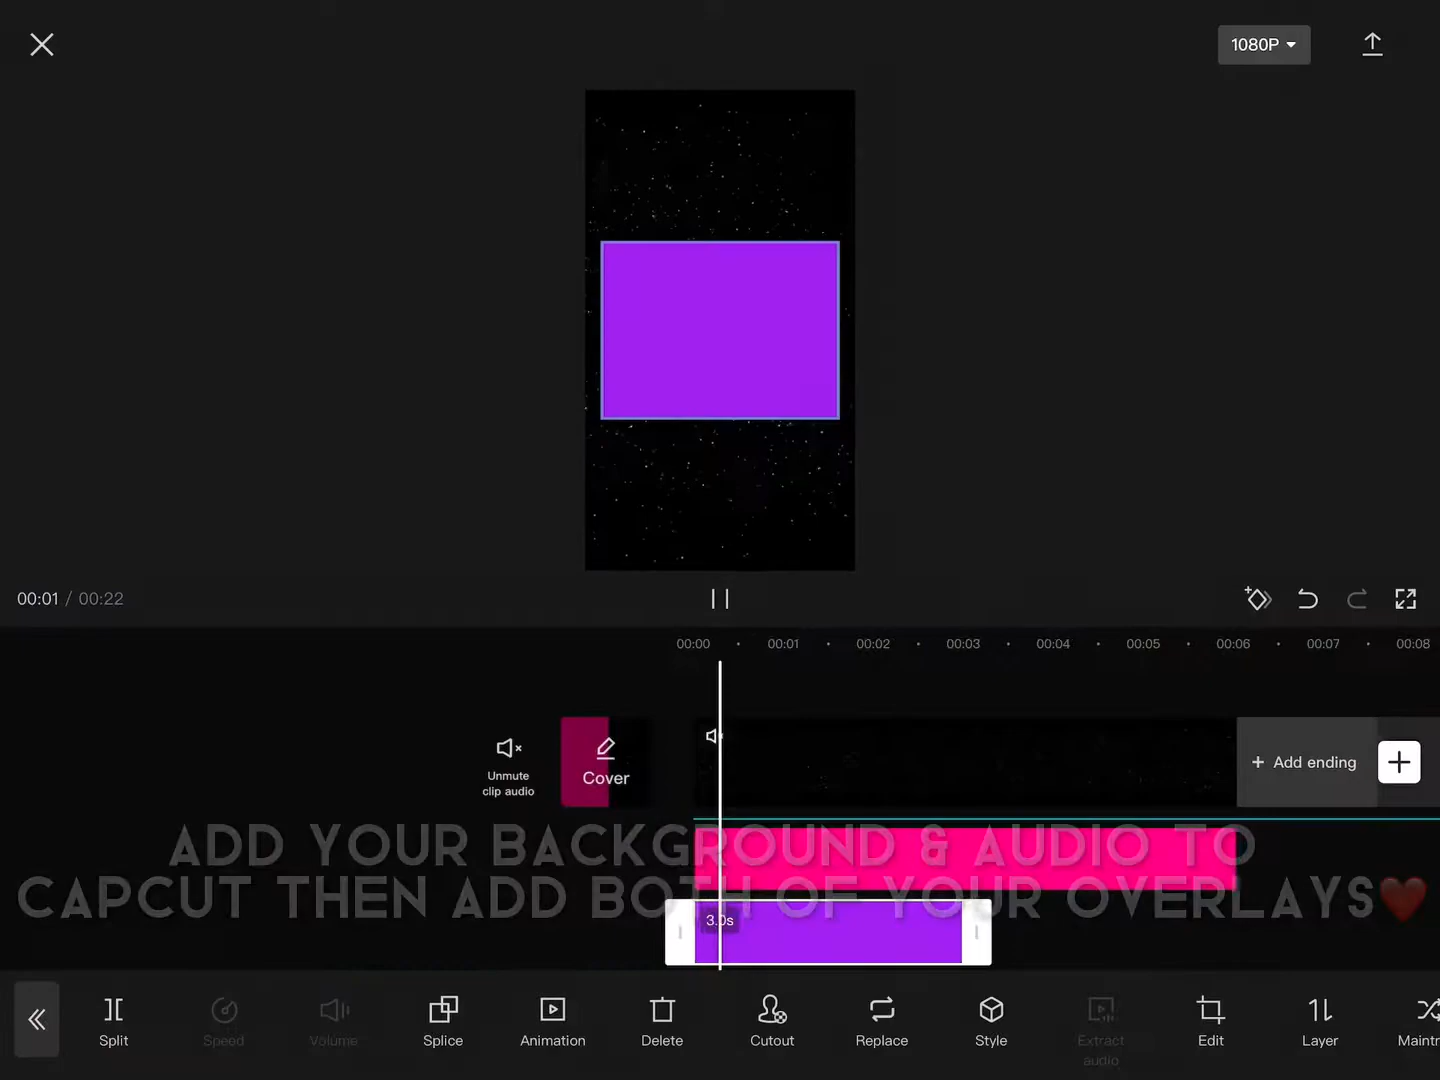 1080P
00:01 / 00:22
00:00 00:01 00:02 00:03 00:04 00:05 00:06 00:07 00:08
Unmute
clip audio
Cover
+ Add ending
ADD YOUR BACKGROUND & AUDIO TO
CAPCUT THEN ADD BOTH OF YOUR OVERLAYS❤️
3.0s
Split Speed Volume Splice Animation Delete Cutout Replace Style Extract audio Edit Layer Maintr